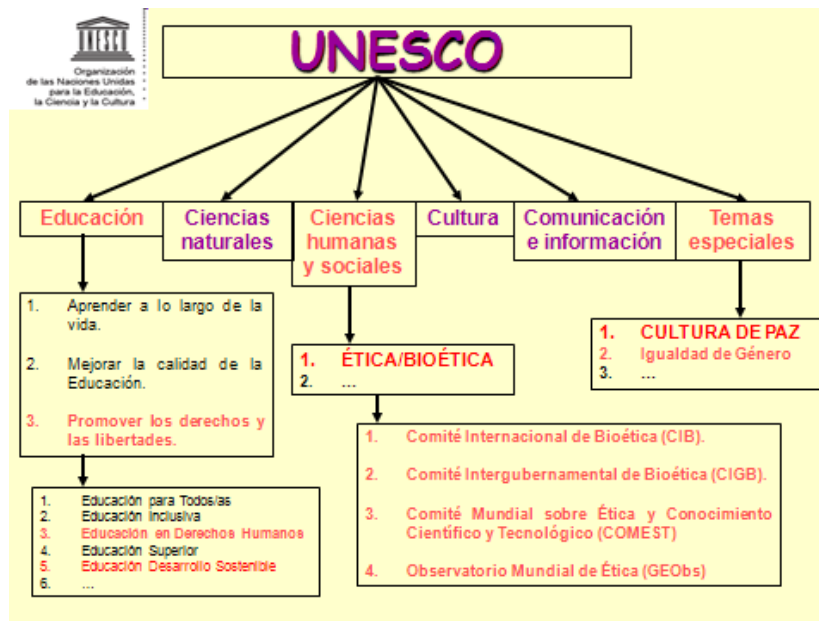 UNESCO
Organización
de las Naciones Unidas
para la Educación,
la Ciencia y la Cultura
UNESCO
Educación
Ciencias
naturales
Ciencias
humanas
y sociales
Cultura
Comunicación
e información
Temas
especiales
1. Aprender a lo largo de la
vida.
2. Mejorar la calidad de la
Educación.
3. Promover los derechos y
las libertades.
1. ÉTICA/BIOÉTICA
2. ...
1. CULTURA DE PAZ
2. Igualdad de Género
3. ...
1. Educación para Todos/as
2. Educación Inclusiva
3. Educación en Derechos Humanos
4. Educación Superior
5. Educación Desarrollo Sostenible
6. ...
1. Comité Internacional de Bioética (CIB).
2. Comité Intergubernamental de Bioética (CIGB).
3. Comité Mundial sobre Ética y Conocimiento
Científico y Tecnológico (COMEST)
4. Observatorio Mundial de Ética (GEObs)